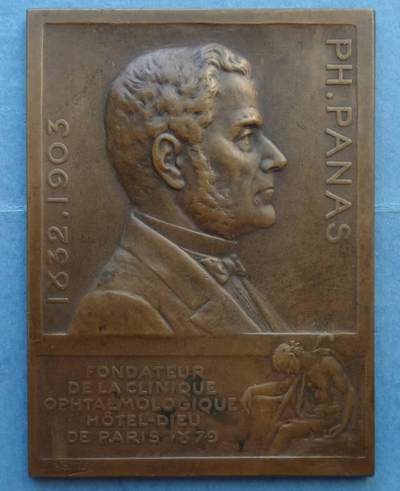 PH.PANAS
1832.1903
FONDATEUR
DE LA CLINIQUE
OPHTALMOLOGIQUE
HÔTEL-DIEU
DE PARIS 1879